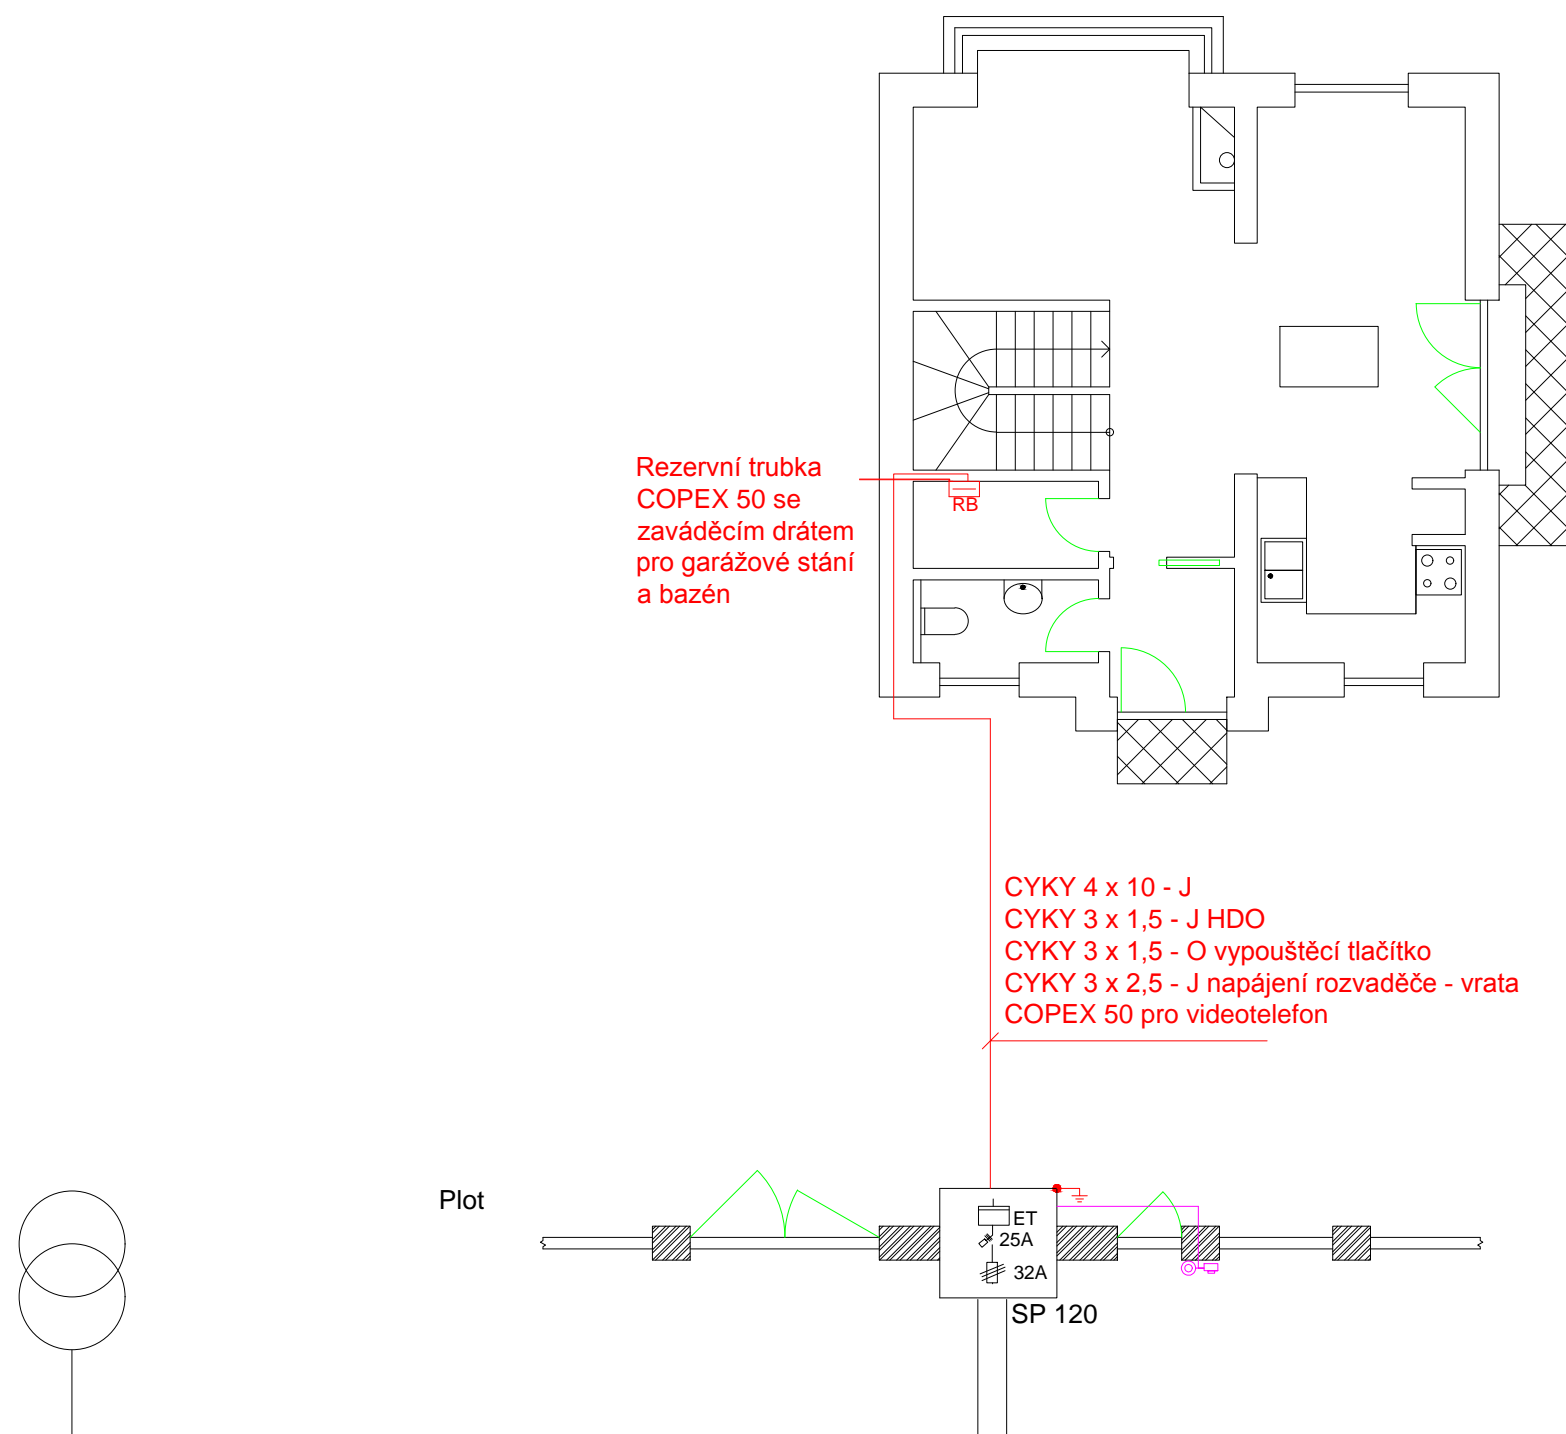 Rezervní trubka
COPEX 50 se
zaváděcím drátem
pro garážové stání
a bazén
RB
CYKY 4 x 10 - J
CYKY 3 x 1,5 - J HDO
CYKY 3 x 1,5 - O vypouštěcí tlačítko
CYKY 3 x 2,5 - J napájení rozvaděče - vrata
COPEX 50 pro videotelefon
Plot
ET
25A
32A
SP 120